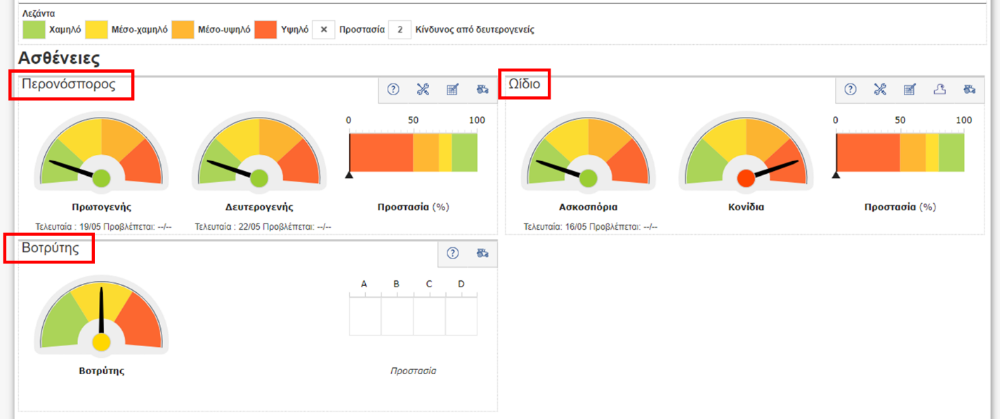 Λεζάντα
Χαμηλό Μέσο-χαμηλό Μέσο-υψηλό Υψηλό × Προστασία 2 Κίνδυνος από δευτερογενείς
Ασθένειες
Περονόσπορος
?
0 50 100
Πρωτογενής
Δευτερογενής
Προστασία (%)
Τελευταία : 19/05 Προβλέπεται: --/--
Τελευταία : 22/05 Προβλέπεται: --/--
Ωίδιο
?
0 50 100
Ασκοσπόρια
Κονίδια
Προστασία (%)
Τελευταία: 16/05 Προβλέπεται: --/--
Βοτρύτης
?
A B C D
Βοτρύτης
Προστασία